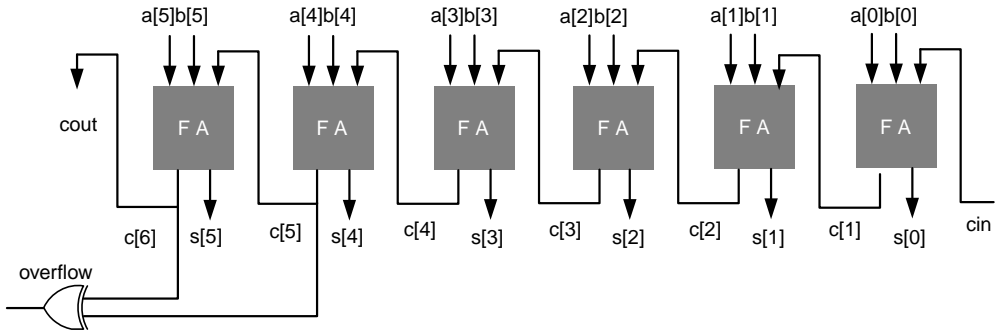 a[5]b[5] a[4]b[4] a[3]b[3] a[2]b[2] a[1]b[1] a[0]b[0]
cout F A F A F A F A F A F A
c[6] s[5] c[5] s[4] c[4] s[3] c[3] s[2] c[2] s[1] c[1] s[0] cin
overflow